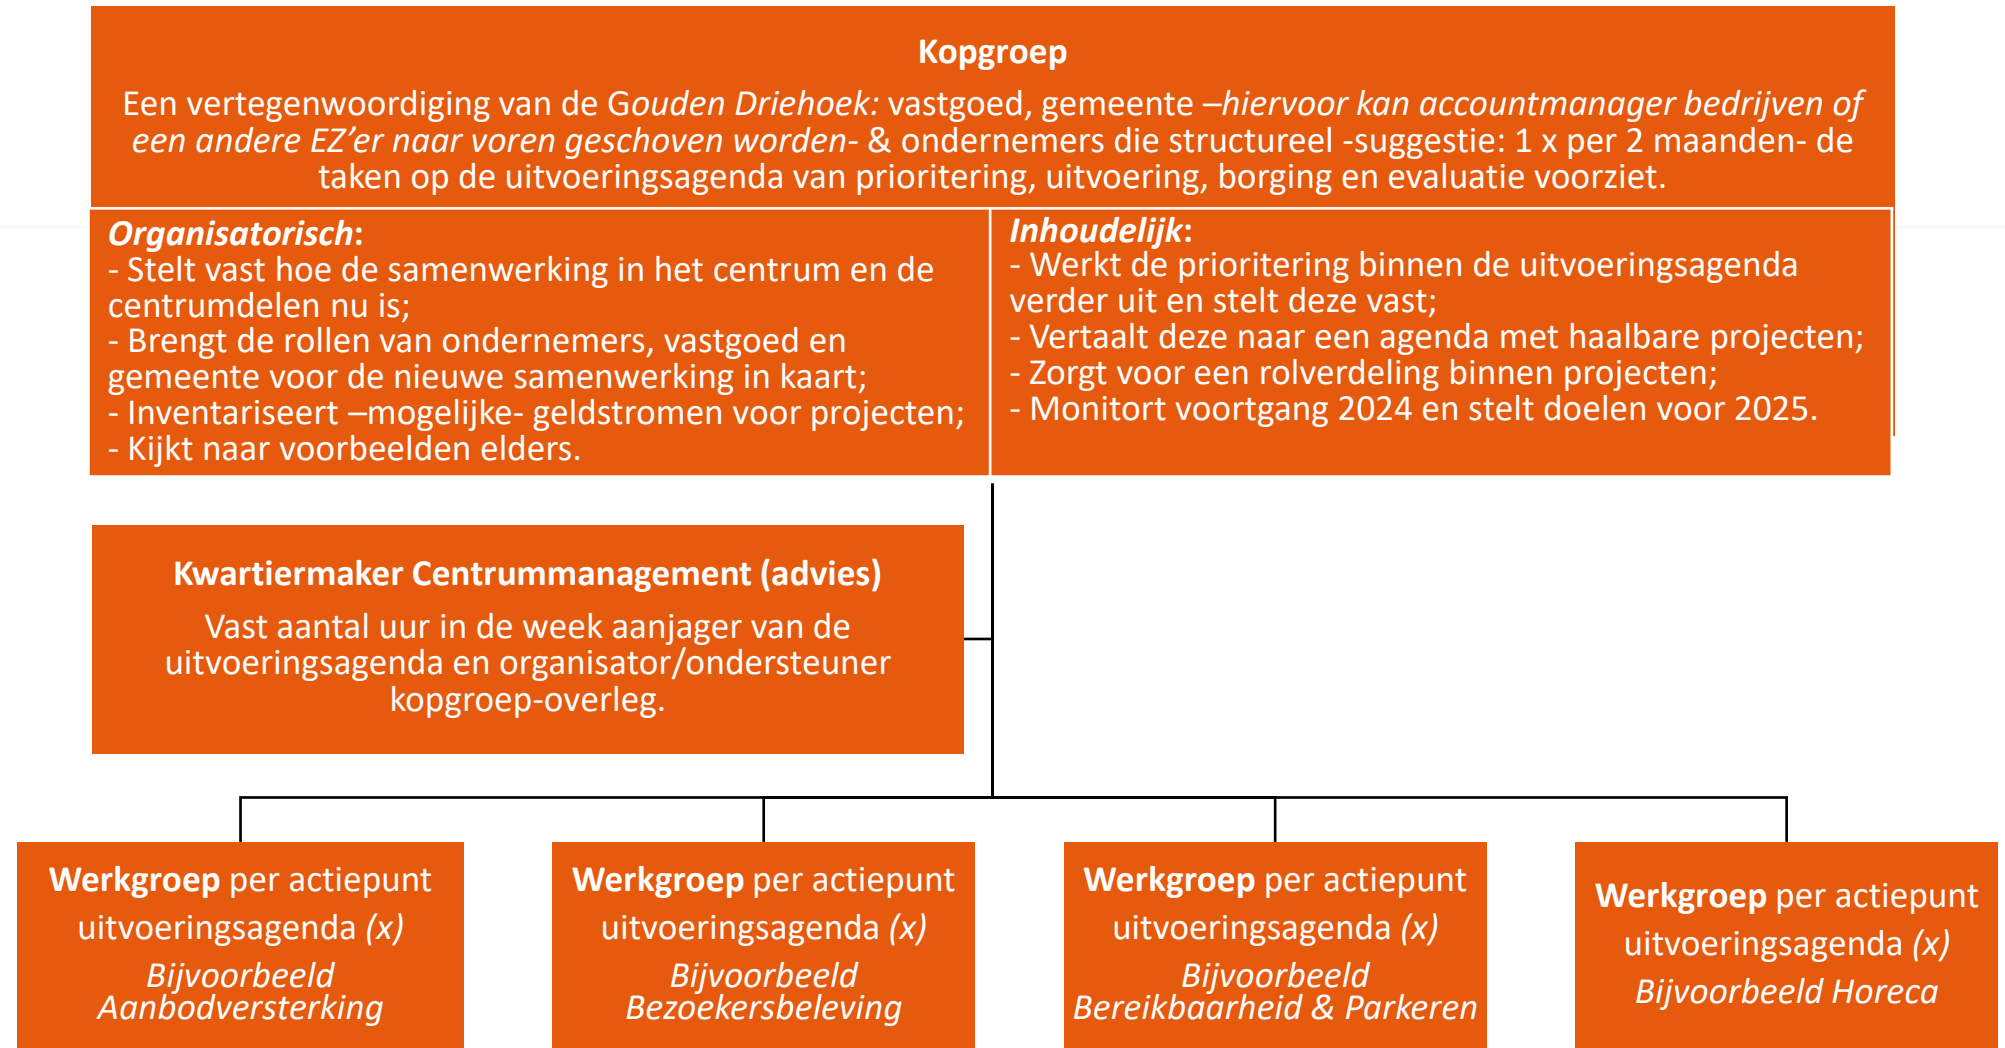 Kopgroep
Een vertegenwoordiging van de Gouden Driehoek: vastgoed, gemeente –hiervoor kan accountmanager bedrijven of
een andere EZ’er naar voren geschoven worden- & ondernemers die structureel -suggestie: 1 x per 2 maanden- de
taken op de uitvoeringsagenda van prioritering, uitvoering, borging en evaluatie voorziet.
Organisatorisch:
- Stelt vast hoe de samenwerking in het centrum en de
centrumdelen nu is;
- Brengt de rollen van ondernemers, vastgoed en
gemeente voor de nieuwe samenwerking in kaart;
- Inventariseert –mogelijke- geldstromen voor projecten;
- Kijkt naar voorbeelden elders.
Inhoudelijk:
- Werkt de prioritering binnen de uitvoeringsagenda
verder uit en stelt deze vast;
- Vertaalt deze naar een agenda met haalbare projecten;
- Zorgt voor een rolverdeling binnen projecten;
- Monitort voortgang 2024 en stelt doelen voor 2025.
Kwartiermaker Centrummanagement (advies)
Vast aantal uur in de week aanjager van de
uitvoeringsagenda en organisator/ondersteuner
kopgroep-overleg.
Werkgroep per actiepunt
uitvoeringsagenda (x)
Bijvoorbeeld
Aanbodversterking
Werkgroep per actiepunt
uitvoeringsagenda (x)
Bijvoorbeeld
Bezoekersbeleving
Werkgroep per actiepunt
uitvoeringsagenda (x)
Bijvoorbeeld
Bereikbaarheid & Parkeren
Werkgroep per actiepunt
uitvoeringsagenda (x)
Bijvoorbeeld Horeca